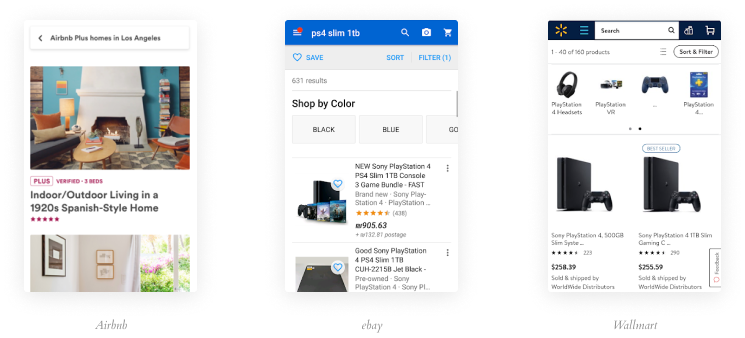 Airbnb Plus homes in Los Angeles
PLUS VERIFIED • 3 BEDS
Indoor/Outdoor Living in a
1920s Spanish-Style Home
Airbnb
ps4 slim 1tb
SAVE SORT FILTER (1)
631 results
Shop by Color
BLACK BLUE GO
NEW Sony PlayStation 4
PS4 Slim 1TB Console
3 Game Bundle - FAST
Brand new · Sony Play-
Station 4 · PlayStation ...
(438)
₪905.63
+ ₪132.81 postage
Good Sony PlayStation
4 PS4 Slim 1TB
CUH-2215B Jet Black -
Pre-owned · Sony
PlayStation 4 · Sony Pl...
ebay
Search
1 - 40 of 160 products Sort & Filter
PlayStation
4 Headsets
PlayStation
VR
...
PlayStation
4...
BEST SELLER
Sony PlayStation 4, 500GB
Slim Syste ...
223
$258.39
Sold & shipped by
WorldWide Distributors
Sony PlayStation 4 1TB Slim
Gaming C ...
290
$255.59
Sold & shipped by
WorldWide Distributors
Feedback
Wallmart